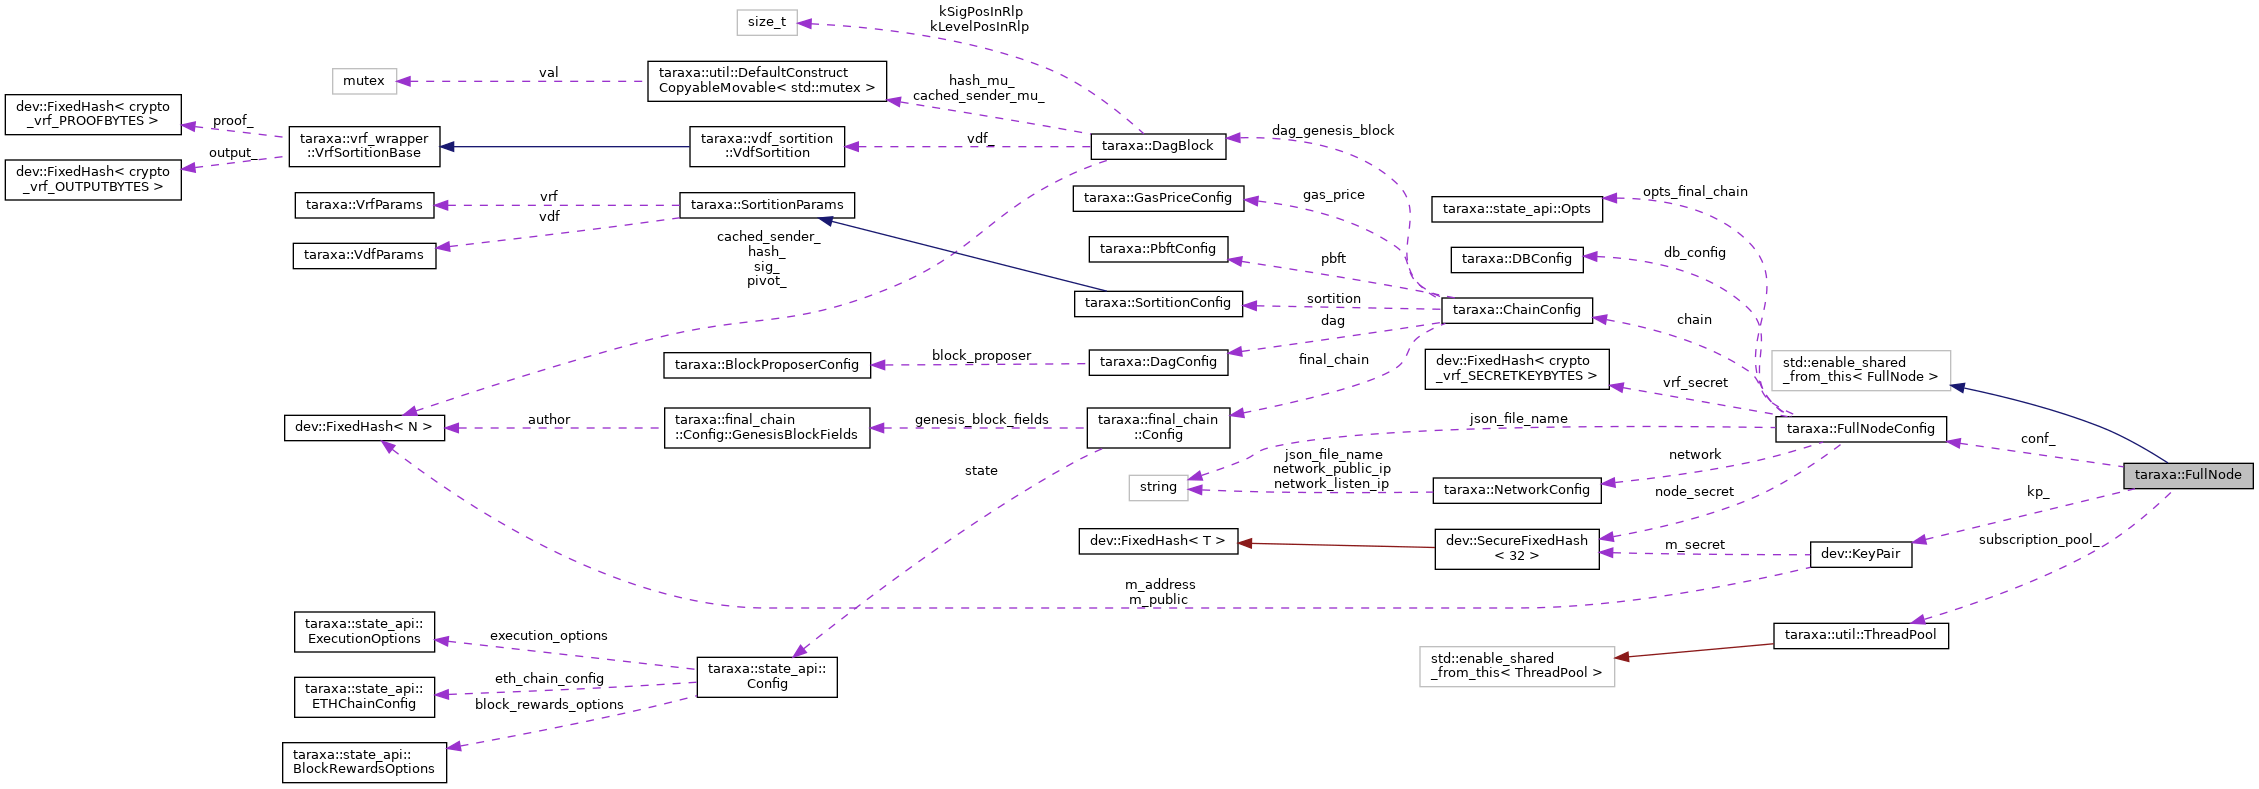 size_t
kSigPosInRlp
kLevelPosInRlp
mutex
val
taraxa::util::DefaultConstruct
CopyableMovable< std::mutex >
hash_mu_
cached_sender_mu_
dev::FixedHash< crypto
_vrf_PROOFBYTES >
proof_
taraxa::vrf_wrapper
::VrfSortitionBase
taraxa::vdf_sortition
::VdfSortition
vdf_
taraxa::DagBlock
dag_genesis_block
output_
dev::FixedHash< crypto
_vrf_OUTPUTBYTES >
taraxa::VrfParams
vrf
vdf
taraxa::SortitionParams
taraxa::GasPriceConfig
gas_price
taraxa::state_api::Opts
opts_final_chain
taraxa::VdfParams
cached_sender_
hash_
sig_
pivot_
taraxa::PbftConfig
pbft
taraxa::DBConfig
db_config
taraxa::SortitionConfig
sortition
taraxa::ChainConfig
chain
dag
taraxa::BlockProposerConfig
block_proposer
taraxa::DagConfig
final_chain
dev::FixedHash< crypto
_vrf_SECRETKEYBYTES >
vrf_secret
std::enable_shared
_from_this< FullNode >
dev::FixedHash< N >
author
taraxa::final_chain
::Config::GenesisBlockFields
genesis_block_fields
taraxa::final_chain
::Config
json_file_name
taraxa::FullNodeConfig
conf_
taraxa::FullNode
state
string
json_file_name
network_public_ip
network_listen_ip
taraxa::NetworkConfig
network
node_secret
kp_
dev::FixedHash< T >
dev::SecureFixedHash
< 32 >
m_secret
dev::KeyPair
subscription_pool_
m_address
m_public
taraxa::state_api::
ExecutionOptions
execution_options
taraxa::util::ThreadPool
std::enable_shared
_from_this< ThreadPool >
taraxa::state_api::
Config
taraxa::state_api::
ETHChainConfig
eth_chain_config
block_rewards_options
taraxa::state_api::
BlockRewardsOptions